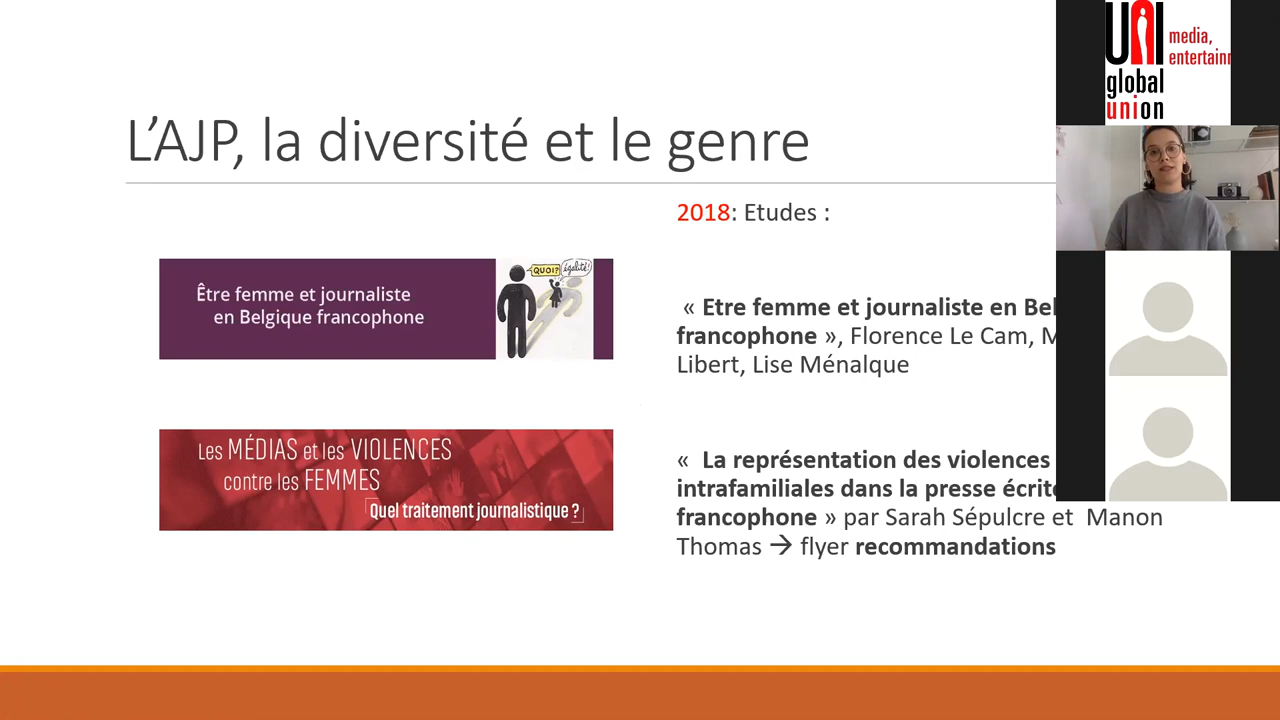 L'AJP, la diversité et le genre
2018: Etudes :
Être femme et journaliste
en Belgique francophone
QUOI?
égalité!
« Etre femme et journaliste en Bel
francophone », Florence Le Cam, M
Libert, Lise Ménalque
Les MÉDIAS et les VIOLENCES
contre les FEMMES
Quel traitement journalistique ?
« La représentation des violences
intrafamiliales dans la presse écrite
francophone » par Sarah Sépulcre et Manon
Thomas → flyer recommandations
UNI
media,
entertainm
global
union